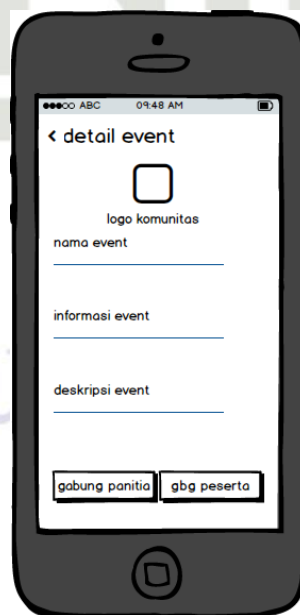 ABC 09:48 AM
< detail event
logo komunitas
nama event
informasi event
deskripsi event
gabung panitia gbg peserta